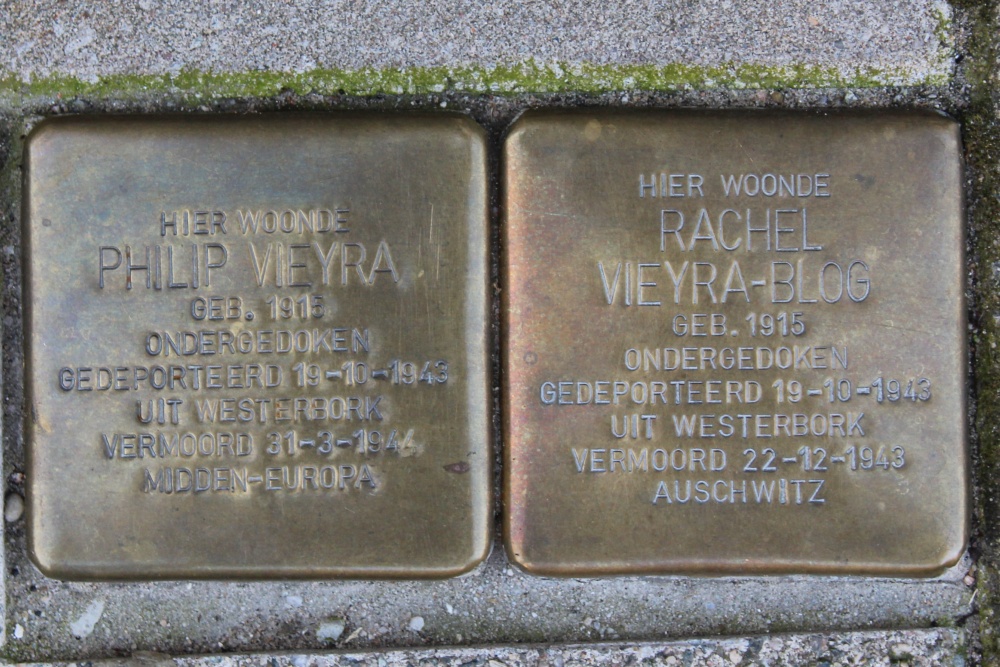 HIER WOONDE
PHILIP VIEYRA
GEB. 1915
ONDERGEDOKEN
GEDEPORTEERD 19-10-1943
UIT WESTERBORK
VERMOORD 31-3-1944
MIDDEN-EUROPA
HIER WOONDE
RACHEL
VIEYRA-BLOG
GEB. 1915
ONDERGEDOKEN
GEDEPORTEERD 19-10-1943
UIT WESTERBORK
VERMOORD 22-12-1943
AUSCHWITZ